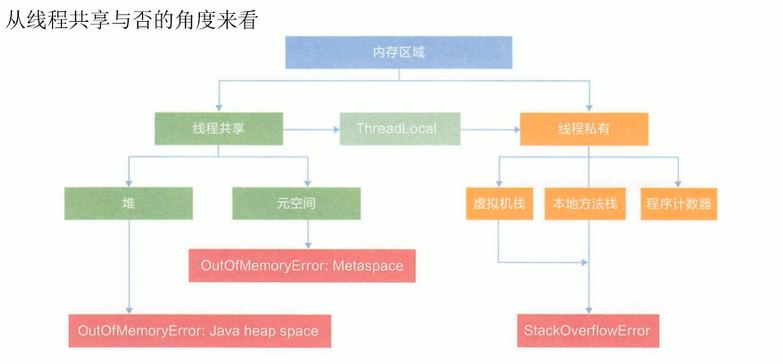 从线程共享与否的角度来看
内存区域
线程共享
ThreadLocal
线程私有
堆
元空间
虚拟机栈
本地方法栈
程序计数器
OutOfMemoryError: Metaspace
OutOfMemoryError: Java heap space
StackOverflowError